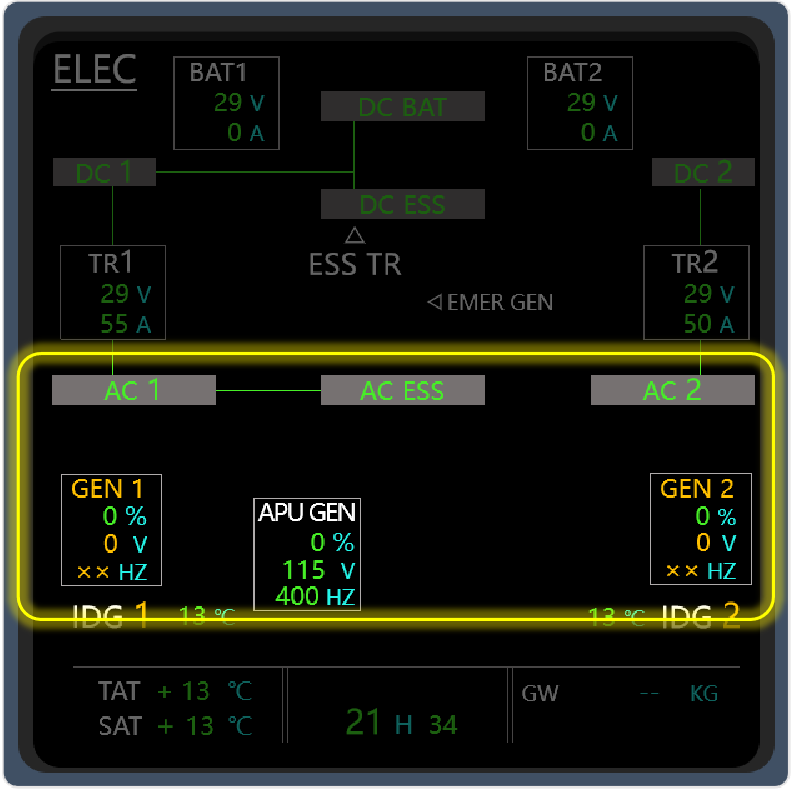 ELEC
BAT1
29 V
0 A
BAT2
29 V
0 A
DC BAT
DC 1
DC 2
DC ESS
ESS TR
TR1
29 V
55 A
TR2
29 V
50 A
EMER GEN
AC 1
AC ESS
AC 2
GEN 1
0 %
0 V
×× HZ
APU GEN
0 %
115 V
400 HZ
GEN 2
0 %
0 V
×× HZ
IDG 1 13 °C
13 °C IDG 2
TAT + 13 °C
SAT + 13 °C
21 H 34
GW -- KG